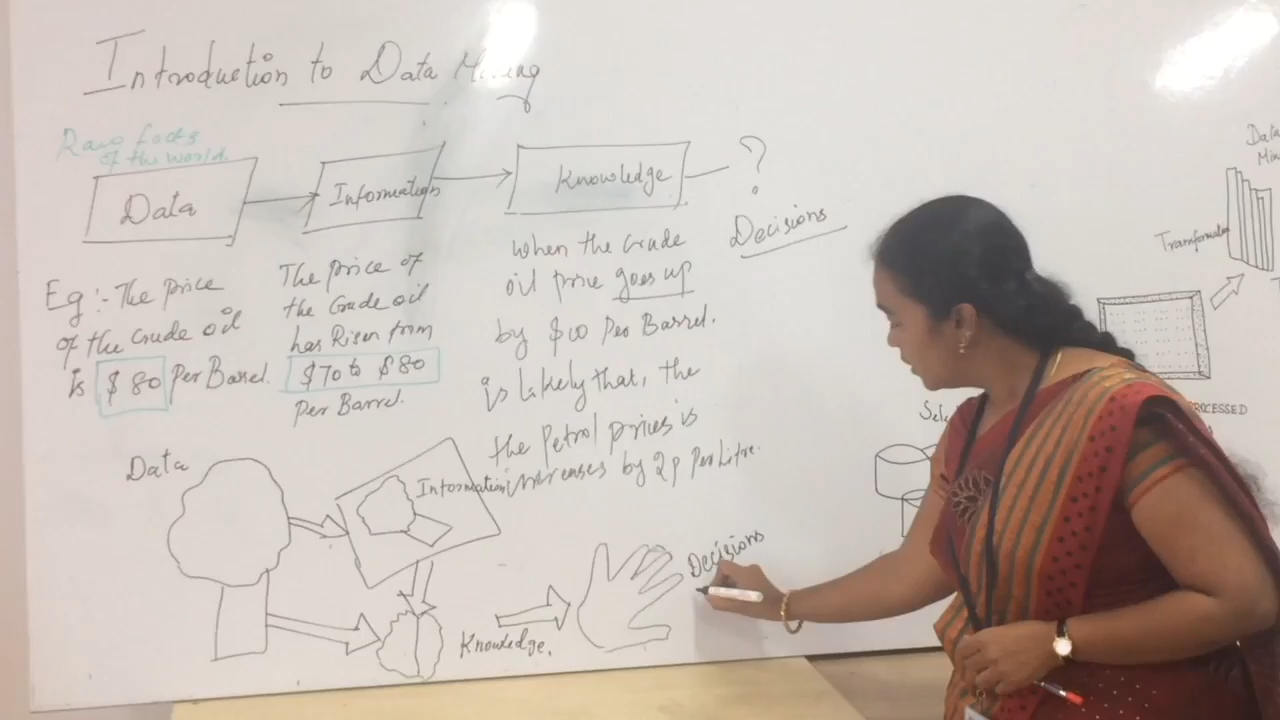 Introduction to Data Mining
Raw facts
of the world.
Data
Information
Knowledge
?
Decisions
Eg:- The Price
of the Crude oil
is $80 Per Barrel.
The price of
the Crude oil
has Risen from
$70 to $80
Per Barrel.
when the Crude
oil price goes up
by $10 Per Barrel.
is likely that, the
the Petrol prices is
increases by 2p Per Litre.
Data
Information
Knowledge.
Decisions
Data
Transformation